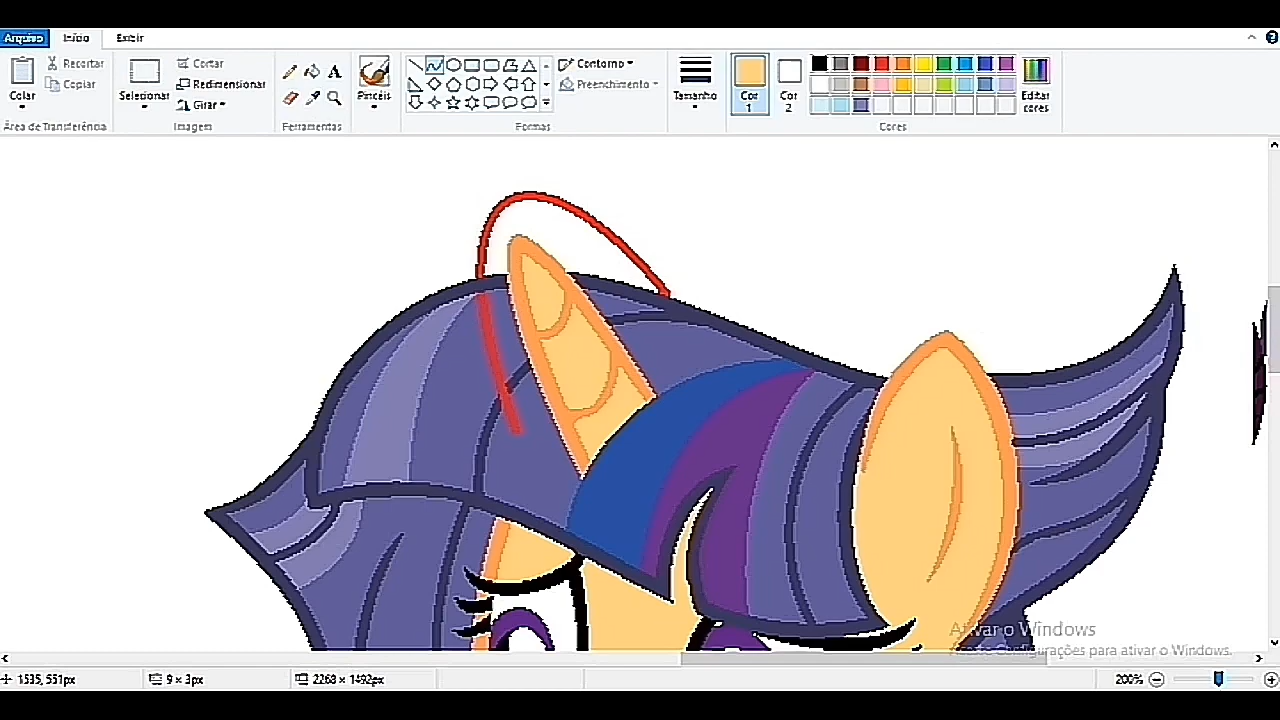 Arquivo Início Exibir
Colar
Recortar
Copiar
Área de Transferência
Selecionar
Cortar
Redimensionar
Girar
Imagem
A
Ferramentas
Pincéis
Contorno
Preenchimento
Formas
Tamanho
Cor 1
Cor 2
Editar cores
Cores
Ativar o Windows
Acesse Configurações para ativar o Windows.
1535, 551px 9 × 3px 2268 × 1492px 200%